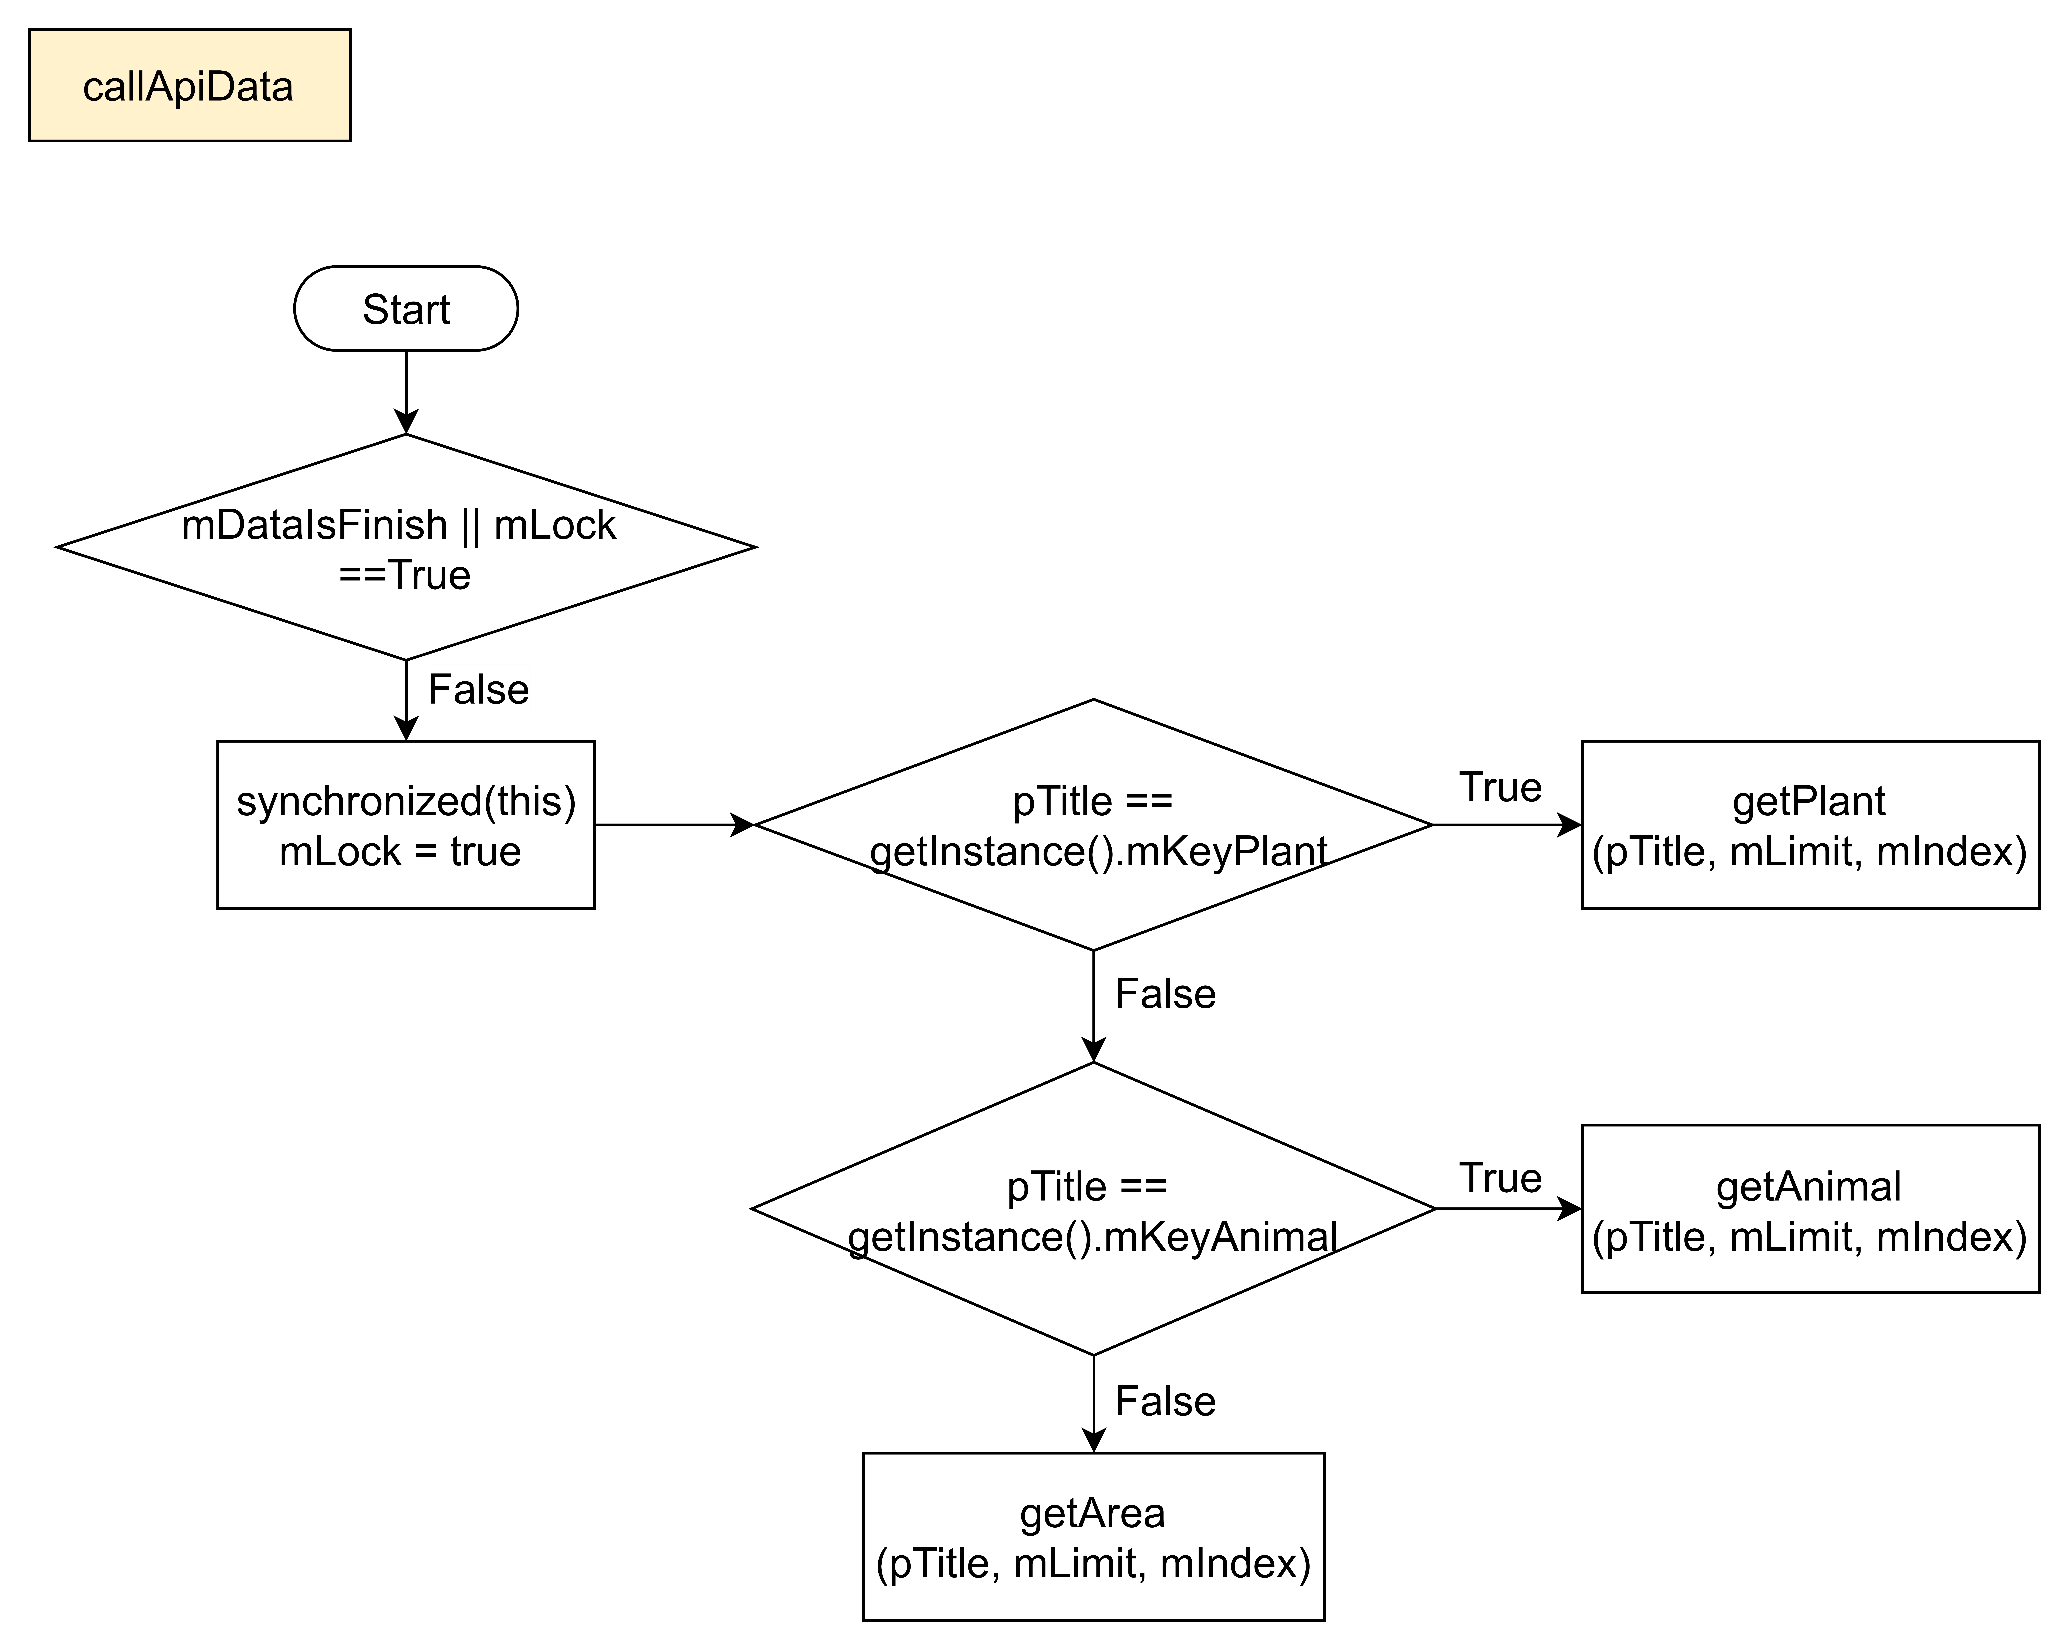 callApiData
Start
mDataIsFinish || mLock
==True
False
synchronized(this)
mLock = true
pTitle ==
getInstance().mKeyPlant
True
getPlant
(pTitle, mLimit, mIndex)
False
pTitle ==
getInstance().mKeyAnimal
True
getAnimal
(pTitle, mLimit, mIndex)
False
getArea
(pTitle, mLimit, mIndex)